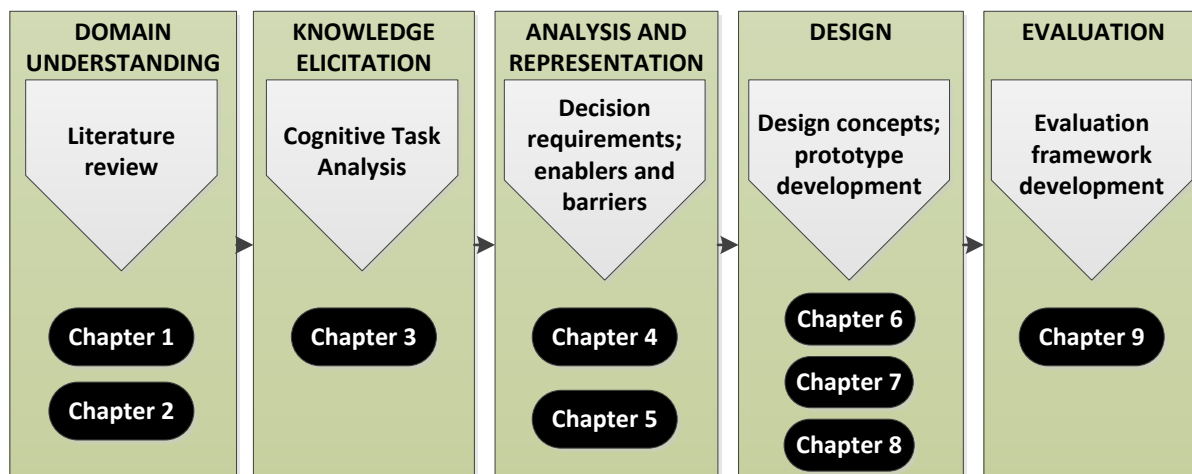 DOMAIN
UNDERSTANDING
Literature
review
Chapter 1
Chapter 2
KNOWLEDGE
ELICITATION
Cognitive Task
Analysis
Chapter 3
ANALYSIS AND
REPRESENTATION
Decision
requirements;
enablers and
barriers
Chapter 4
Chapter 5
DESIGN
Design concepts;
prototype
development
Chapter 6
Chapter 7
Chapter 8
EVALUATION
Evaluation
framework
development
Chapter 9